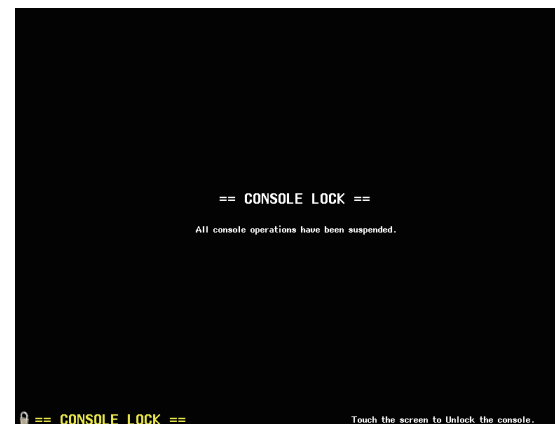 == CONSOLE LOCK ==
All console operations have been suspended.
== CONSOLE LOCK ==
Touch the screen to Unlock the console.